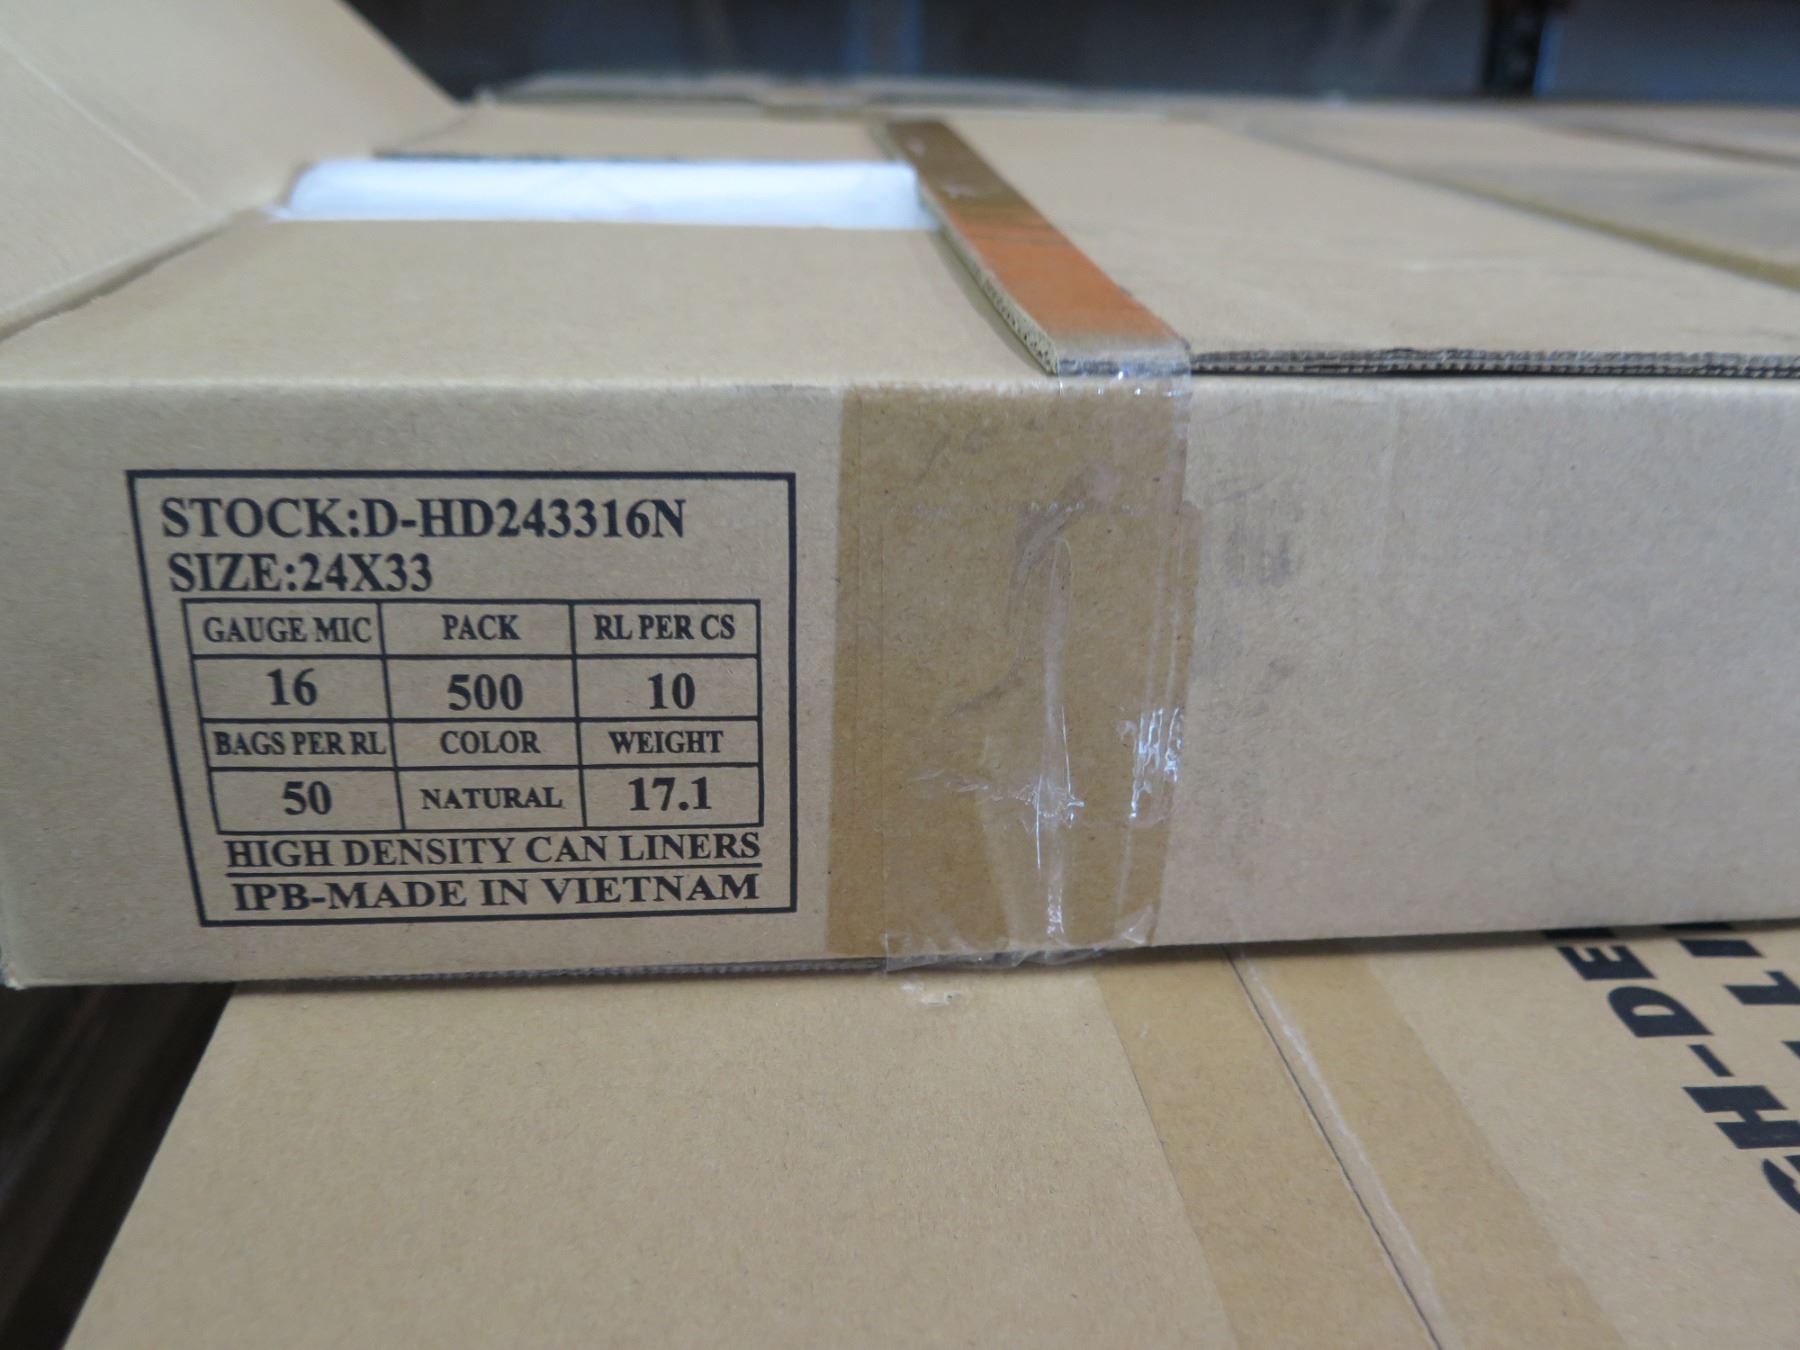 STOCK:D-HD243316N
SIZE:24X33
GAUGE MIC PACK RL PER CS
16 500 10
BAGS PER RL COLOR WEIGHT
50 NATURAL 17.1
HIGH DENSITY CAN LINERS
IPB-MADE IN VIETNAM